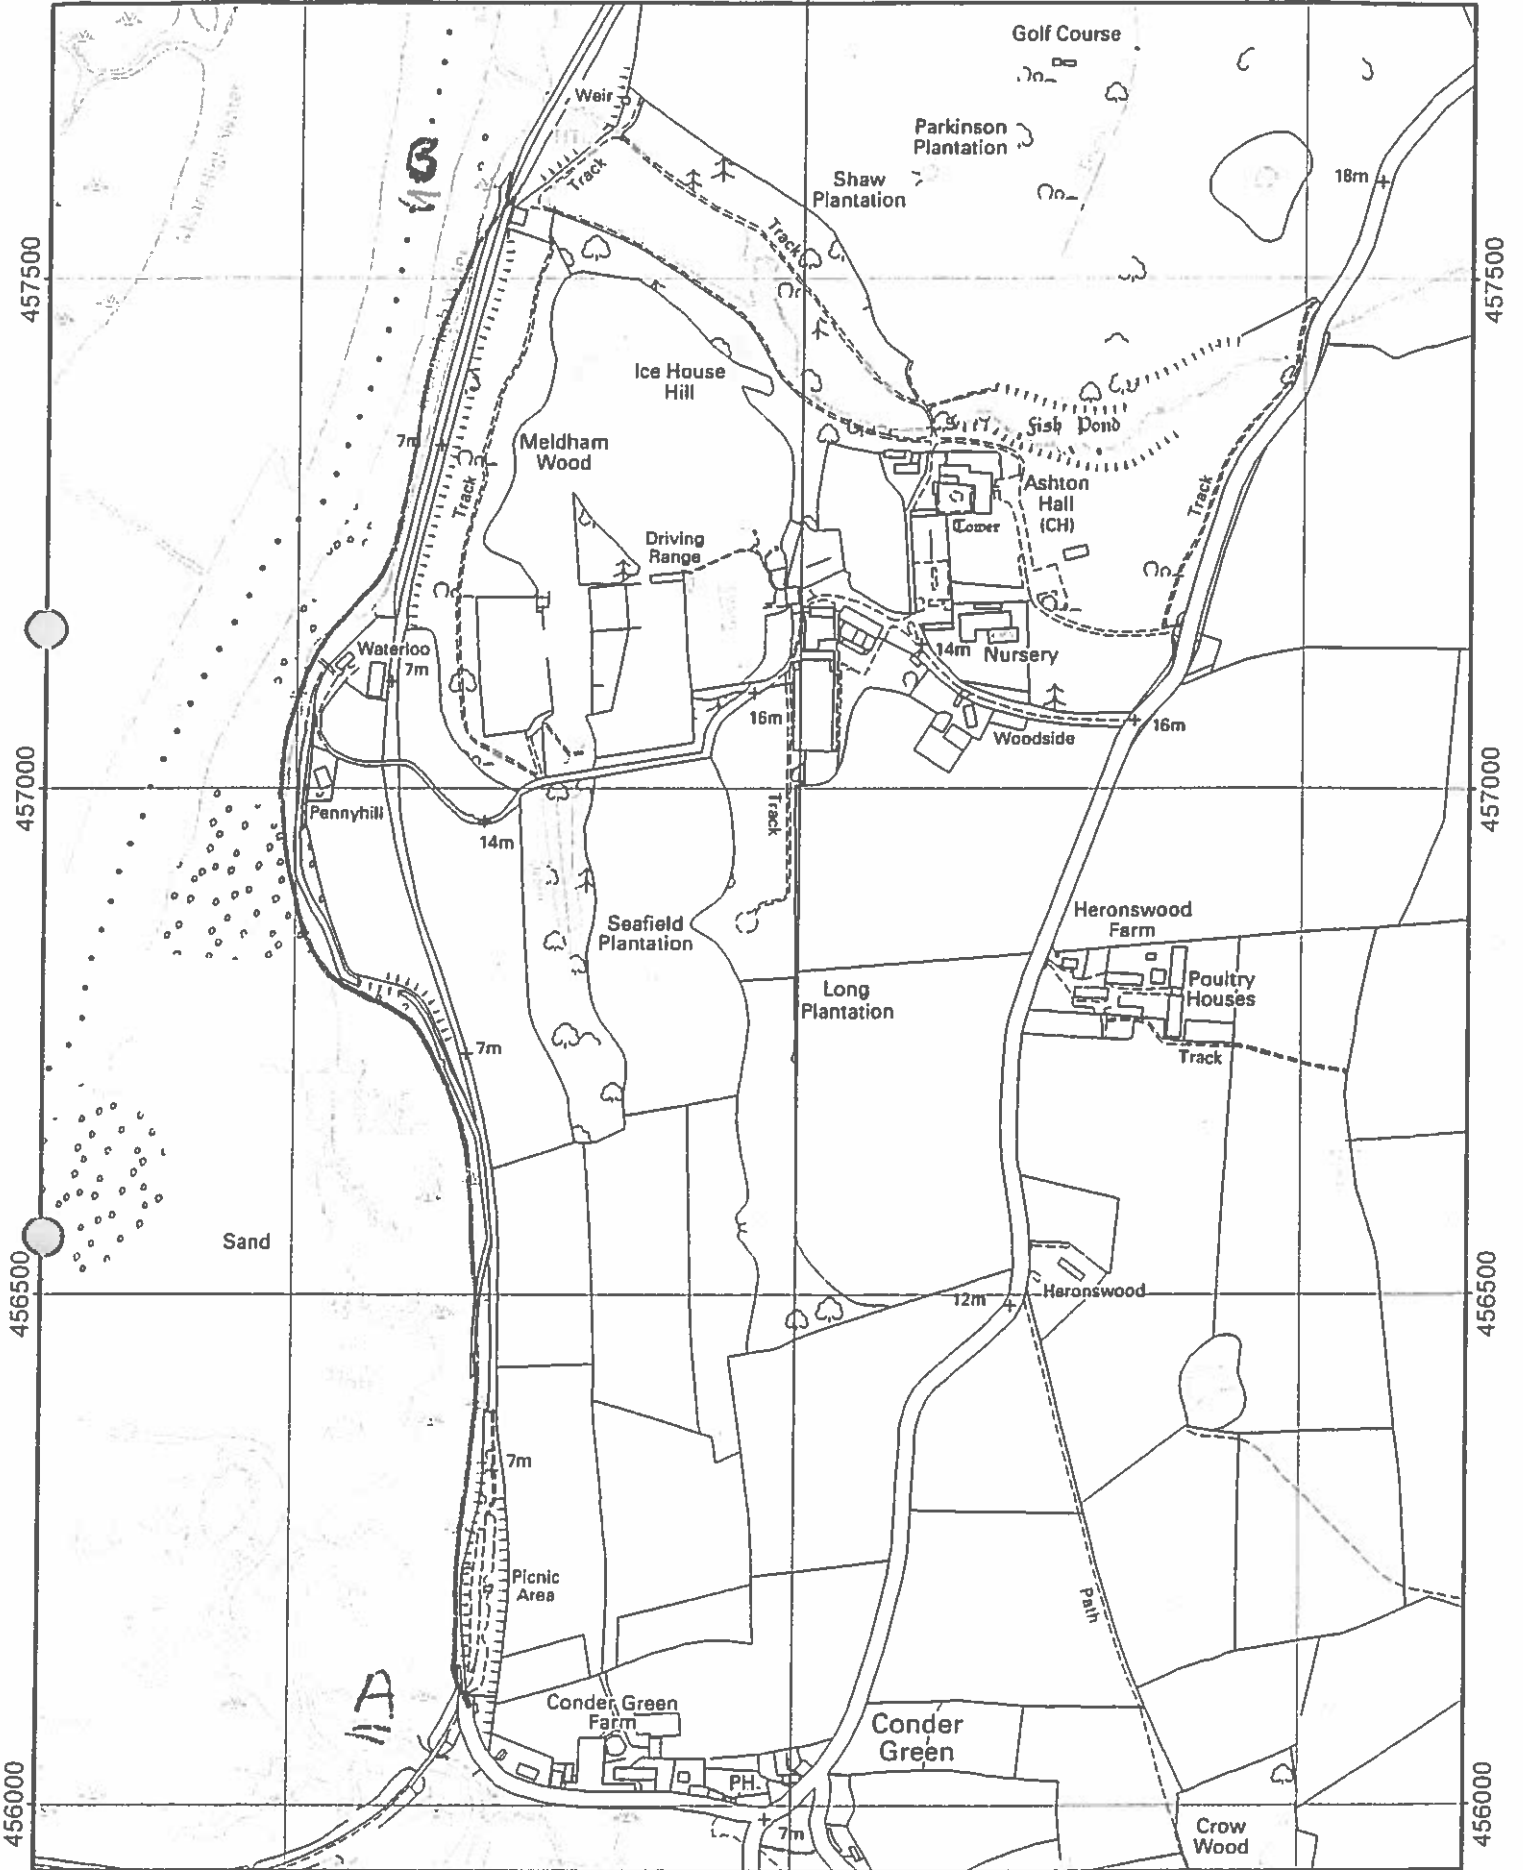 Golf Course
Weir
B
Parkinson
Plantation
Track
Shaw
Plantation
18m
Track
457500
457500
Ice House
Hill
Fish Pond
7m
Meldham
Wood
Track
Ashton
Hall
(CH)
Tower
Track
Driving
Range
Waterloo
7m
14m
Nursery
16m
16m
Woodside
457000
457000
Pennyhill
Track
14m
Heronswood
Farm
Seafield
Plantation
Poultry
Houses
Long
Plantation
7m
Track
Sand
456500
456500
12m
Heronswood
7m
Picnic
Area
Path
A
Conder Green
Farm
Conder
Green
PH
456000
456000
7m
Crow
Wood